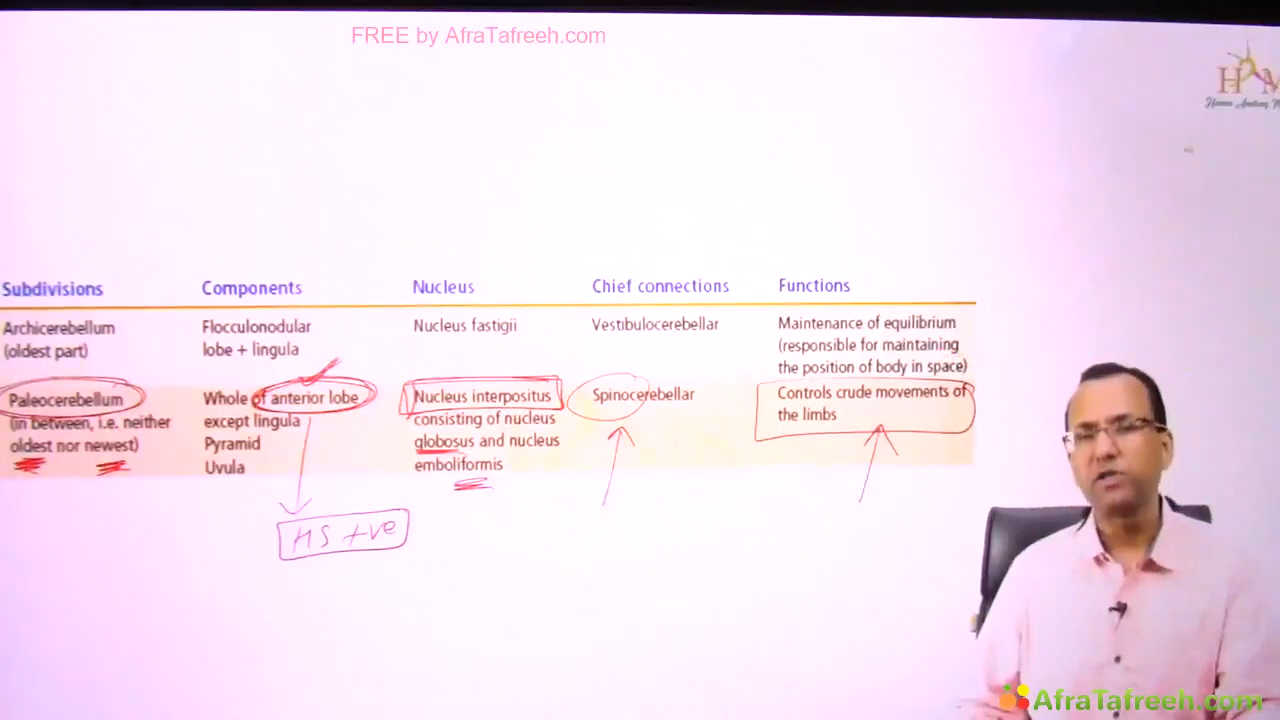 FREE by AfraTafreeh.com
H M
Human Anatomy
Subdivisions Components Nucleus Chief connections Functions
Archicerebellum Flocculonodular Nucleus fastigii Vestibulocerebellar Maintenance of equilibrium
(oldest part) lobe + lingula (responsible for maintaining
the position of body in space)
Paleocerebellum Whole of anterior lobe Nucleus interpositus Spinocerebellar Controls crude movements of
(in between, i.e. neither except lingula consisting of nucleus the limbs
oldest nor newest) Pyramid globosus and nucleus
Uvula emboliformis
HS +ve
AfraTafreeh.com